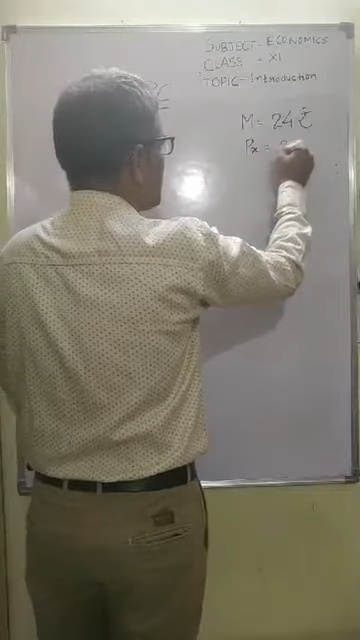 SUBJECT- ECONOMICS
CLASS - XI
TOPIC- Introduction
M = 24 ₹
Px =